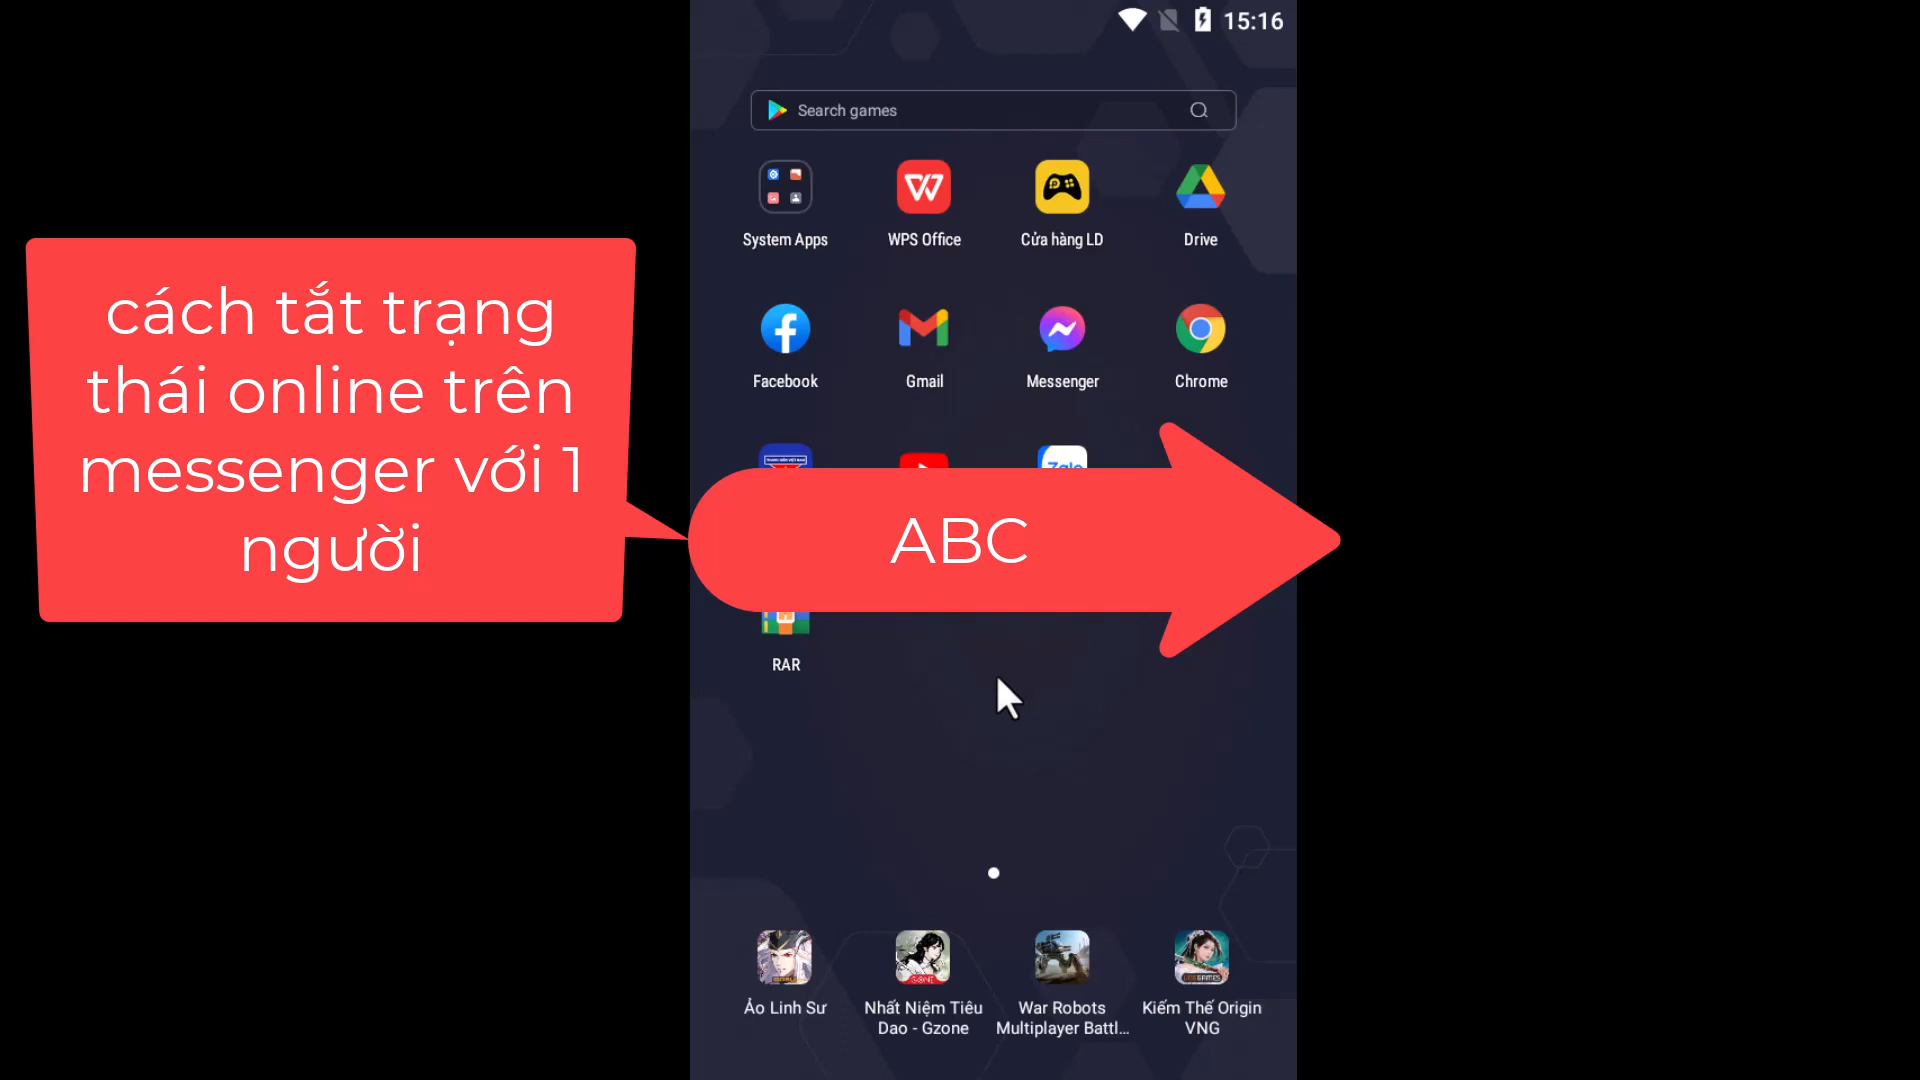 15:16
Search games
System Apps
WPS Office
Cửa hàng LD
Drive
cách tắt trạng
thái online trên
messenger với 1
người
Facebook
Gmail
Messenger
Chrome
Zalo
ABC
RAR
Ảo Linh Sư
Nhất Niệm Tiêu
Dao - Gzone
War Robots
Multiplayer Battl...
Kiếm Thế Origin
VNG